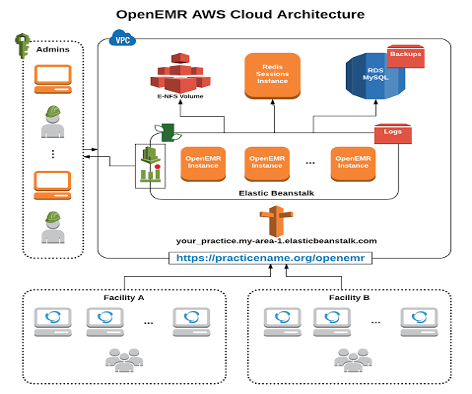 OpenEMR AWS Cloud Architecture
Admins
VPC
E-NFS Volume
Redis
Sessions
Instance
RDS
MySQL
Backups
Logs
OpenEMR
Instance
OpenEMR
Instance
...
OpenEMR
Instance
Elastic Beanstalk
your_practice.my-area-1.elasticbeanstalk.com
https://practicename.org/openemr
Facility A
...
Facility B
...